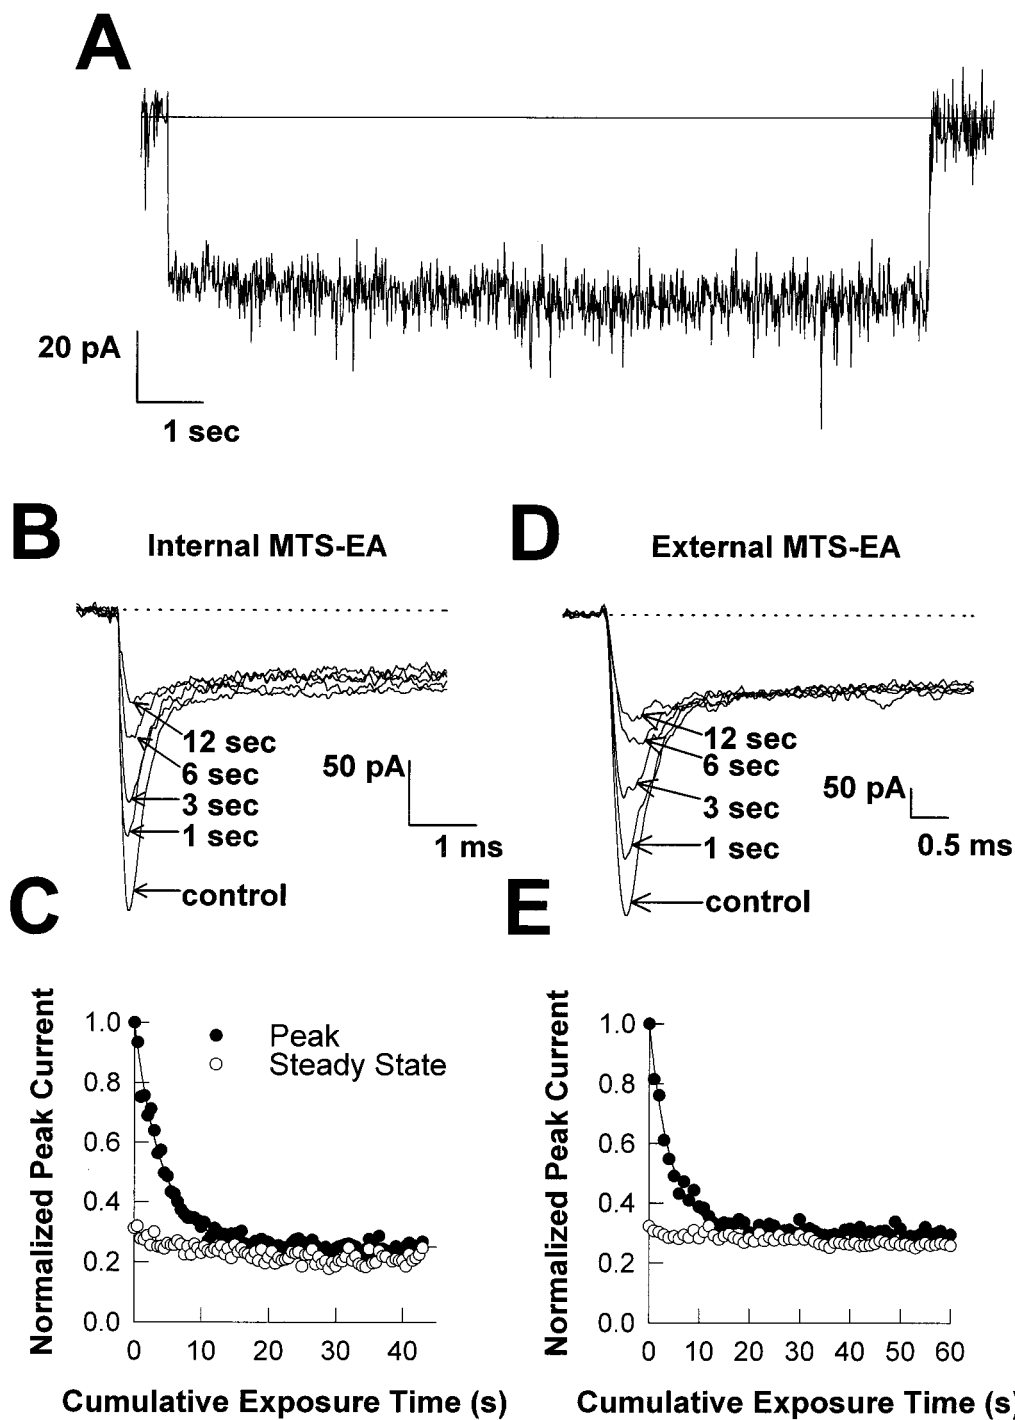 A
20 pA
1 sec
B
Internal MTS-EA
12 sec
6 sec
3 sec
1 sec
control
50 pA
1 ms
D
External MTS-EA
12 sec
6 sec
3 sec
1 sec
control
50 pA
0.5 ms
C
Normalized Peak Current
1.0
0.8
0.6
0.4
0.2
0.0
Peak
Steady State
0 10 20 30 40
Cumulative Exposure Time (s)
E
Normalized Peak Current
1.0
0.8
0.6
0.4
0.2
0.0
0 10 20 30 40 50 60
Cumulative Exposure Time (s)